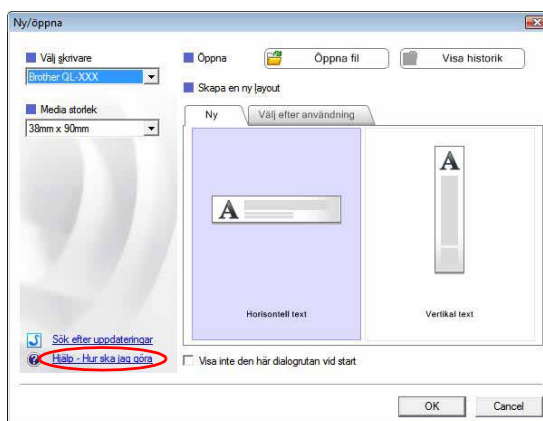 Ny/öppna
Välj skrivare
Brother QL-XXX
Media storlek
38mm x 90mm
Sök efter uppdateringar
Hjälp - Hur ska jag göra
Öppna
Öppna fil
Visa historik
Skapa en ny layout
Ny
Välj efter användning
A
Horisontell text
A
Vertikal text
Visa inte den här dialogrutan vid start
OK
Cancel